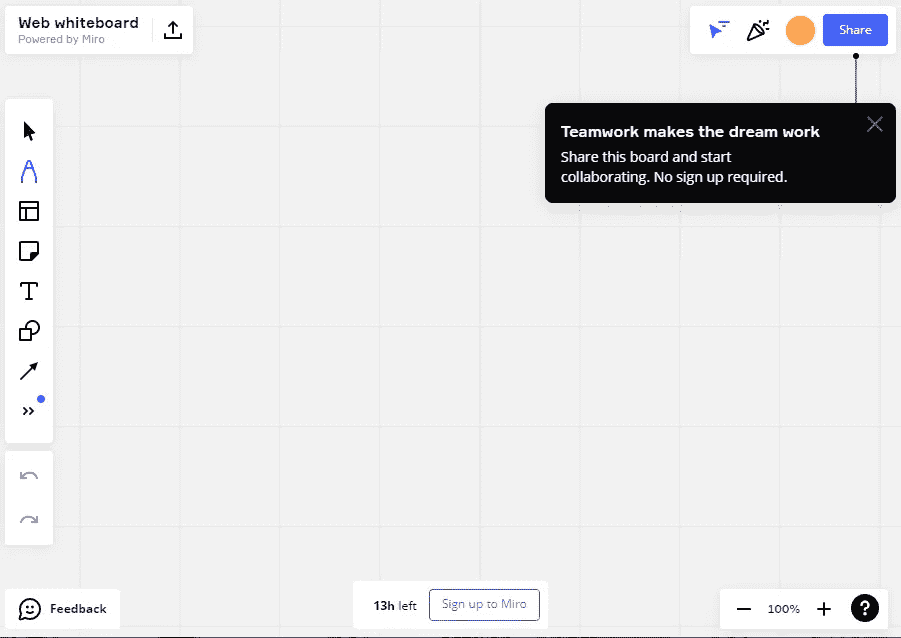 Web whiteboard
Powered by Miro
Share
Teamwork makes the dream work
Share this board and start
collaborating. No sign up required.
Feedback
13h left
Sign up to Miro
100%
?